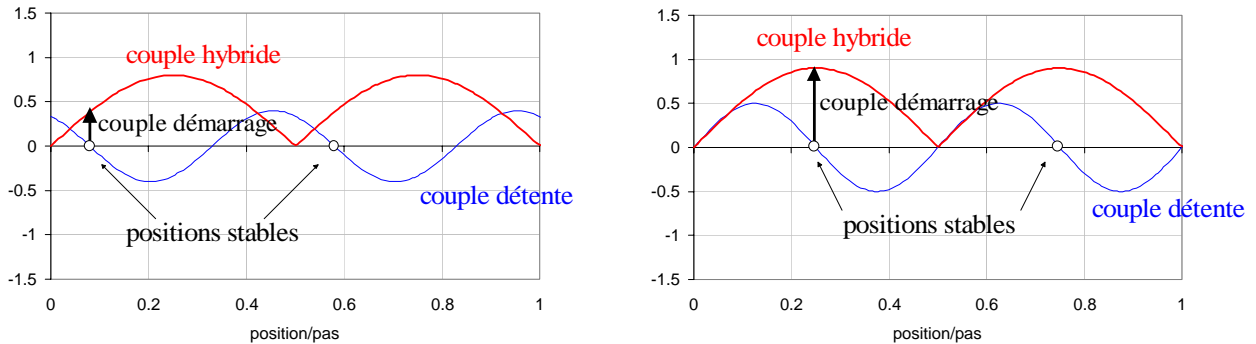 1.5
1
0.5
0
-0.5
-1
-1.5
couple hybride
couple démarrage
couple détente
positions stables
0
0.2
0.4
0.6
0.8
1
position/pas
1.5
1
0.5
0
-0.5
-1
-1.5
couple hybride
couple démarrage
couple détente
positions stables
0
0.2
0.4
0.6
0.8
1
position/pas